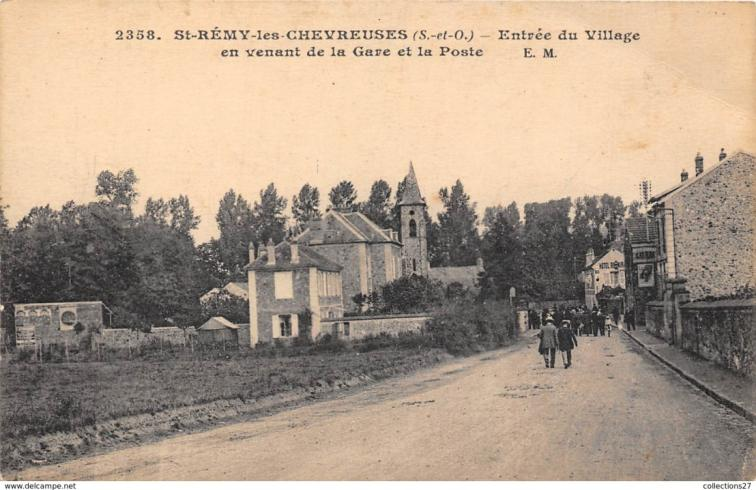 2358. St-RÉMY-les-CHEVREUSES (S.-et-O.) — Entrée du Village
en venant de la Gare et la Poste E. M.
HÔTEL
www.delcampe.net
collections27